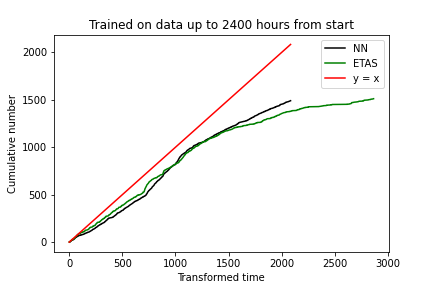 Trained on data up to 2400 hours from start
NN
ETAS
y = x
Cumulative number
2000
1500
1000
500
0
0 500 1000 1500 2000 2500 3000
Transformed time